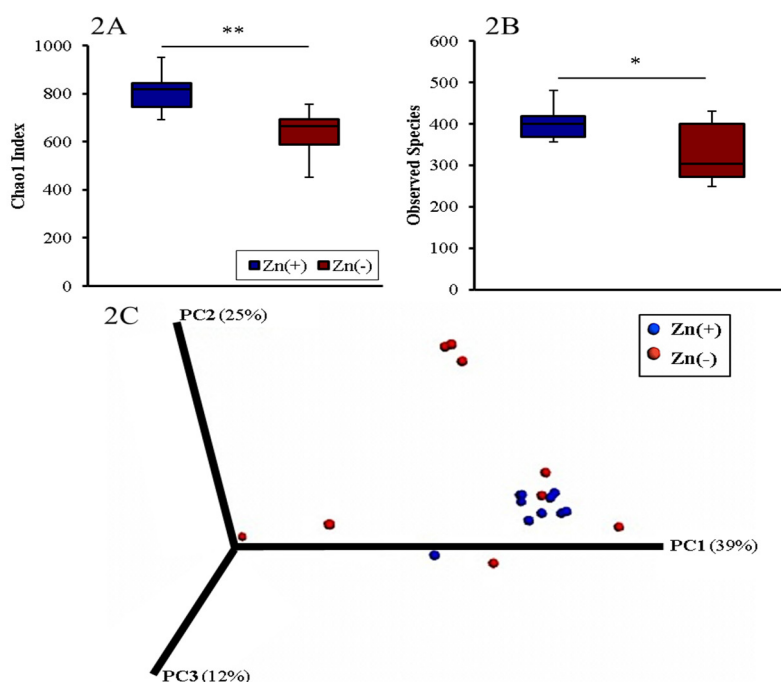 2A
**
1000
800
600
400
200
0
Chao1 Index
Zn(+) Zn(-)
2B
*
600
500
400
300
200
100
0
Observed Species
2C
PC2 (25%)
Zn(+)
Zn(-)
PC1 (39%)
PC3 (12%)